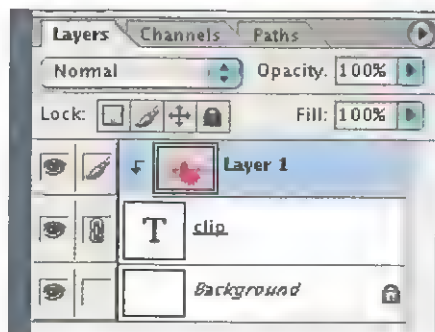 Layers Channels Paths
Normal Opacity: 100%
Lock: Fill: 100%
Layer 1
T clip
Background